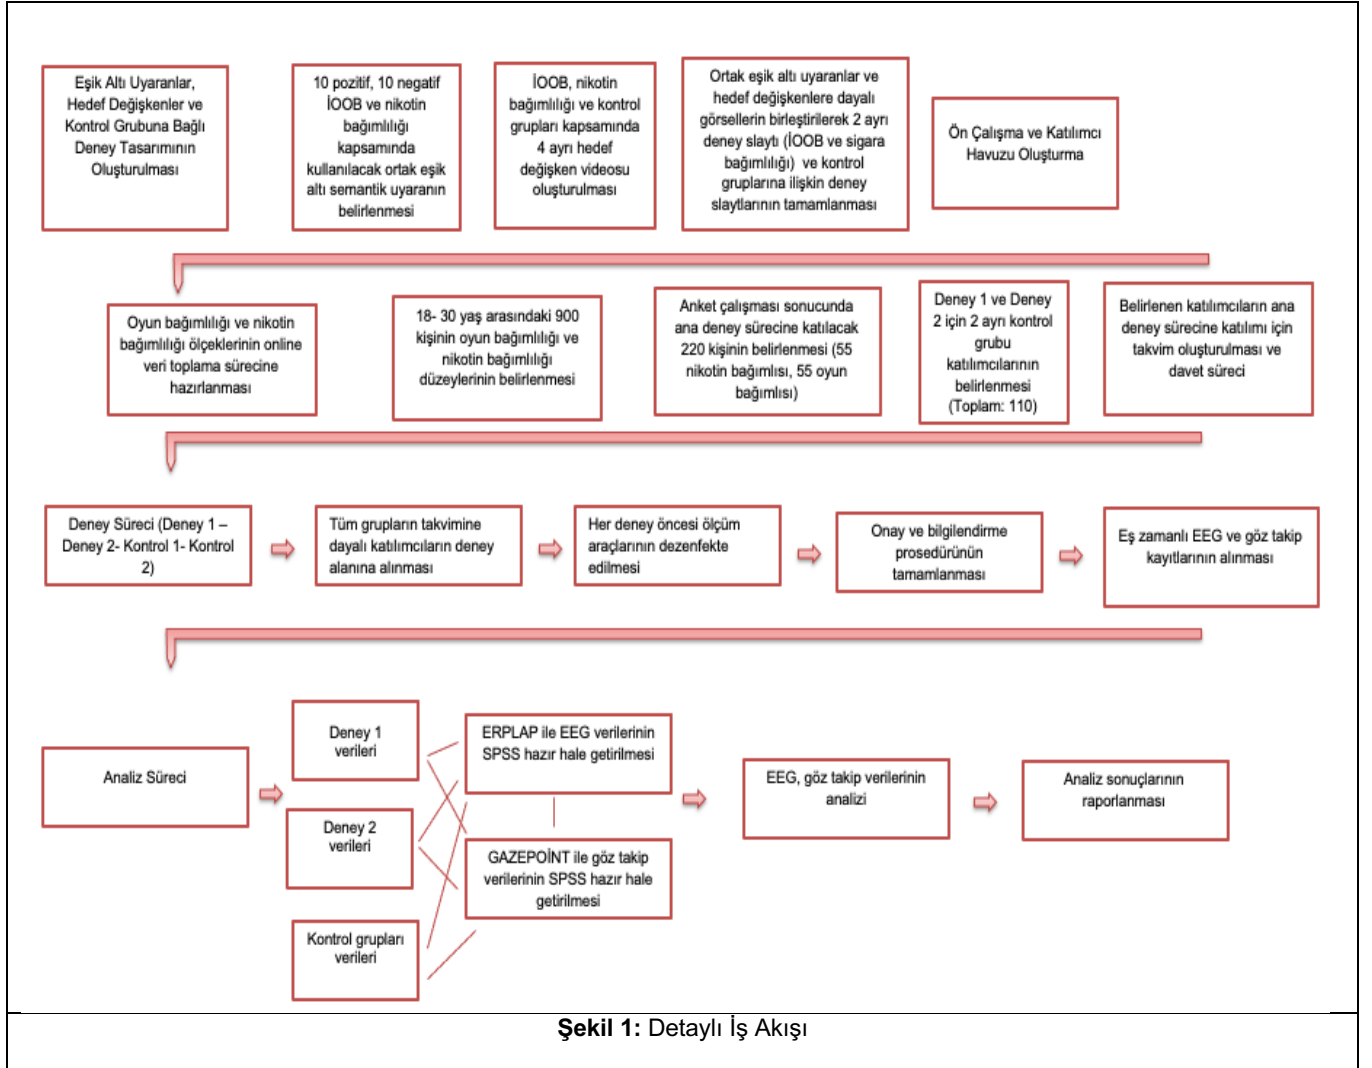 Eşik Altı Uyaranlar,
Hedef Değişkenler ve
Kontrol Grubuna Bağlı
Deney Tasarımının
Oluşturulması
10 pozitif, 10 negatif
İOOB ve nikotin
bağımlılığı
kapsamında
kullanılacak ortak eşik
altı semantik uyaranın
belirlenmesi
İOOB, nikotin
bağımlılığı ve kontrol
grupları kapsamında
4 ayrı hedef
değişken videosu
oluşturulması
Ortak eşik altı uyaranlar ve
hedef değişkenlere dayalı
görsellerin birleştirilerek 2 ayrı
deney slaytı (İOOB ve sigara
bağımlılığı) ve kontrol
gruplarına ilişkin deney
slaytlarının tamamlanması
Ön Çalışma ve Katılımcı
Havuzu Oluşturma
Oyun bağımlılığı ve nikotin
bağımlılığı ölçeklerinin online
veri toplama sürecine
hazırlanması
18- 30 yaş arasındaki 900
kişinin oyun bağımlılığı ve
nikotin bağımlılığı
düzeylerinin belirlenmesi
Anket çalışması sonucunda
ana deney sürecine katılacak
220 kişinin belirlenmesi (55
nikotin bağımlısı, 55 oyun
bağımlısı)
Deney 1 ve Deney
2 için 2 ayrı kontrol
grubu
katılımcılarının
belirlenmesi
(Toplam: 110)
Belirlenen katılımcıların ana
deney sürecine katılımı için
takvim oluşturulması ve
davet süreci
Deney Süreci (Deney 1 –
Deney 2- Kontrol 1- Kontrol
2)
Tüm grupların takvimine
dayalı katılımcıların deney
alanına alınması
Her deney öncesi ölçüm
araçlarının dezenfekte
edilmesi
Onay ve bilgilendirme
prosedürünün
tamamlanması
Eş zamanlı EEG ve göz takip
kayıtlarının alınması
Analiz Süreci
Deney 1
verileri
Deney 2
verileri
Kontrol grupları
verileri
ERPLAP ile EEG verilerinin
SPSS hazır hale getirilmesi
GAZEPOİNT ile göz takip
verilerinin SPSS hazır hale
getirilmesi
EEG, göz takip verilerinin
analizi
Analiz sonuçlarının
raporlanması
Şekil 1: Detaylı İş Akışı